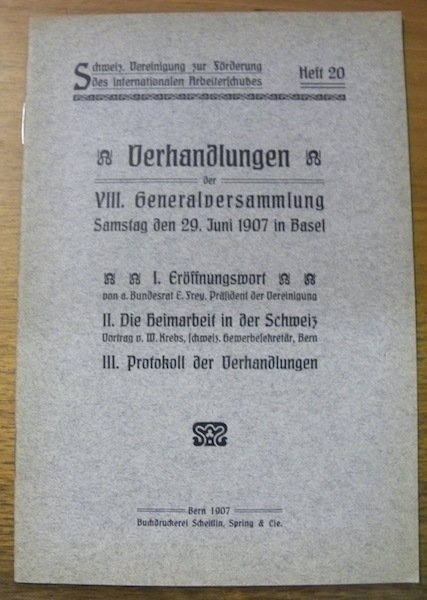 Schweiz. Vereinigung zur Förderung
des internationalen Arbeiterschutzes
Heft 20
Verhandlungen
der
VIII. Generalversammlung
Samstag den 29. Juni 1907 in Basel
I. Eröffnungswort
von a. Bundesrat E. Frey, Präsident der Vereinigung
II. Die Heimarbeit in der Schweiz
Vortrag v. W. Krebs, schweiz. Gewerbesekretär, Bern
III. Protokoll der Verhandlungen
Bern 1907
Buchdruckerei Scheitlin, Spring & Cie.